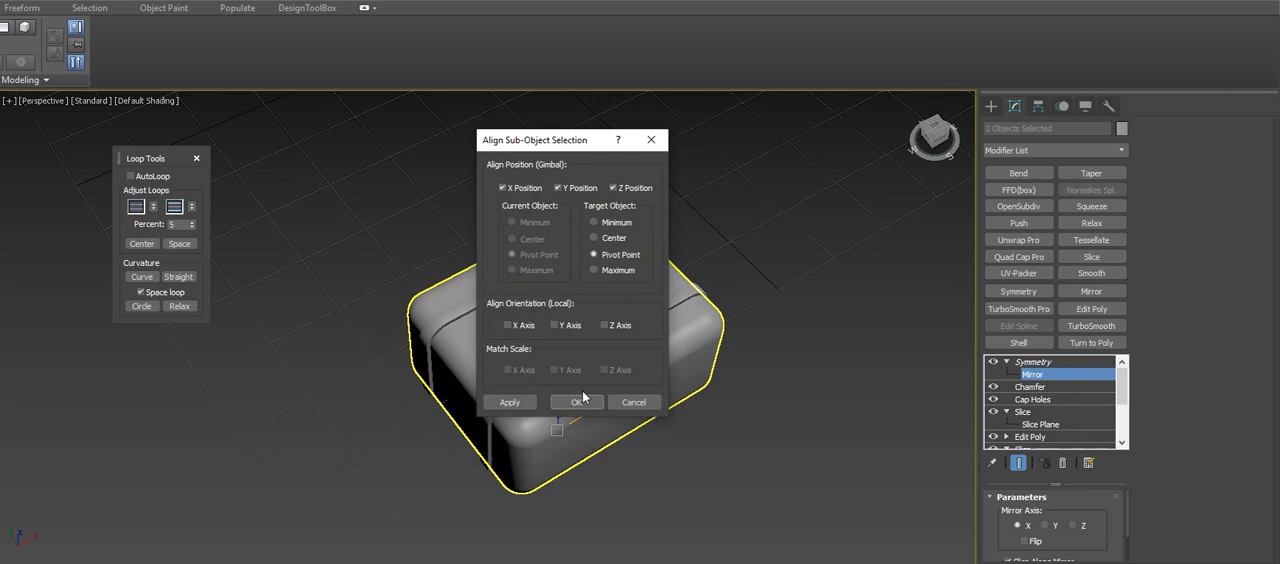 Freeform Selection Object Paint Populate DesignToolBox
Modeling
[+] [Perspective ] [Standard ] [Default Shading ]
Loop Tools
AutoLoop
Adjust Loops
Percent: 5
Center Space
Curvature
Curve Straight
Space loop
Circle Relax
Align Sub-Object Selection ?
Align Position (Gimbal):
X Position Y Position Z Position
Current Object: Target Object:
Minimum Minimum
Center Center
Pivot Point Pivot Point
Maximum Maximum
Align Orientation (Local):
X Axis Y Axis Z Axis
Match Scale:
X Axis Y Axis Z Axis
Apply OK Cancel
2 Objects Selected
Modifier List
Bend Taper
FFD(box) Normalize Spl.
OpenSubdiv Squeeze
Push Relax
Unwrap Pro Tessellate
Quad Cap Pro Slice
UV-Packer Smooth
Symmetry Mirror
TurboSmooth Pro Edit Poly
Edit Spline TurboSmooth
Shell Turn to Poly
Symmetry
Mirror
Chamfer
Cap Holes
Slice
Slice Plane
Edit Poly
Parameters
Mirror Axis:
X Y Z
Flip